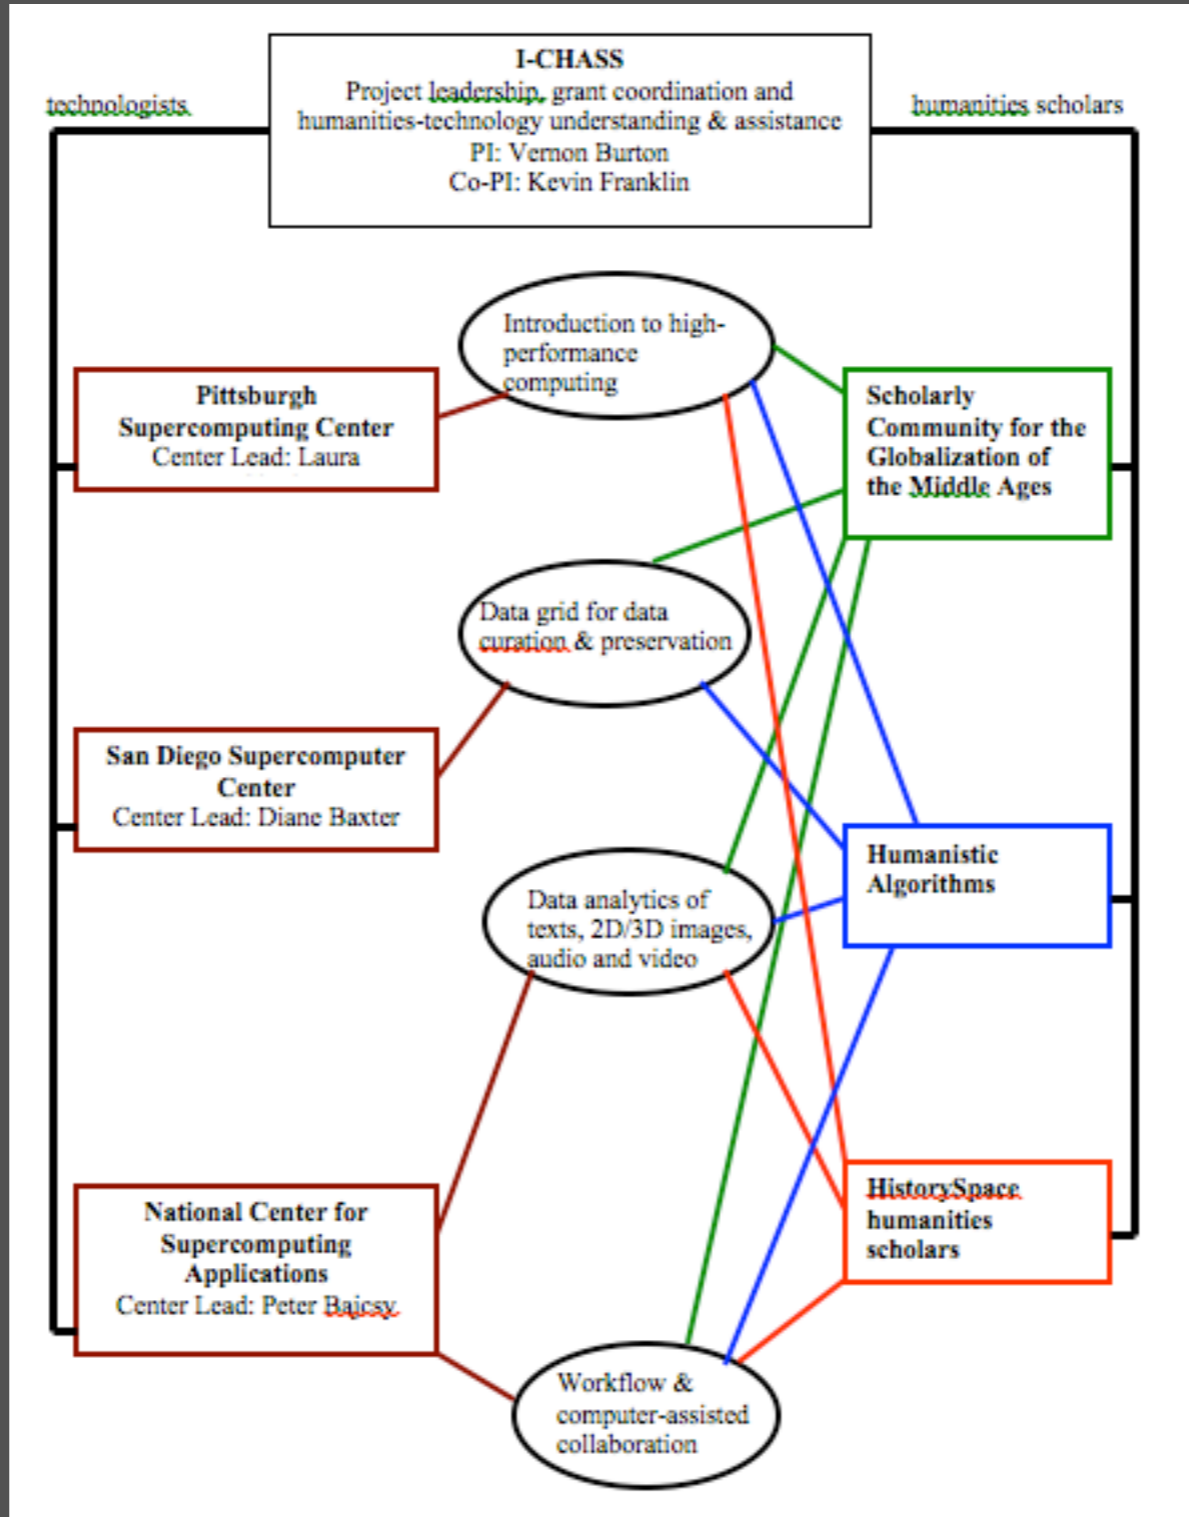 I-CHASS
Project leadership, grant coordination and
humanities-technology understanding & assistance
PI: Vernon Burton
Co-PI: Kevin Franklin
technologists
humanities scholars
Introduction to high-
performance
computing
Pittsburgh
Supercomputing Center
Center Lead: Laura
Scholarly
Community for the
Globalization of
the Middle Ages
Data grid for data
curation & preservation
San Diego Supercomputer
Center
Center Lead: Diane Baxter
Humanistic
Algorithms
Data analytics of
texts, 2D/3D images,
audio and video
National Center for
Supercomputing
Applications
Center Lead: Peter Bajcsy
HistorySpace
humanities
scholars
Workflow &
computer-assisted
collaboration